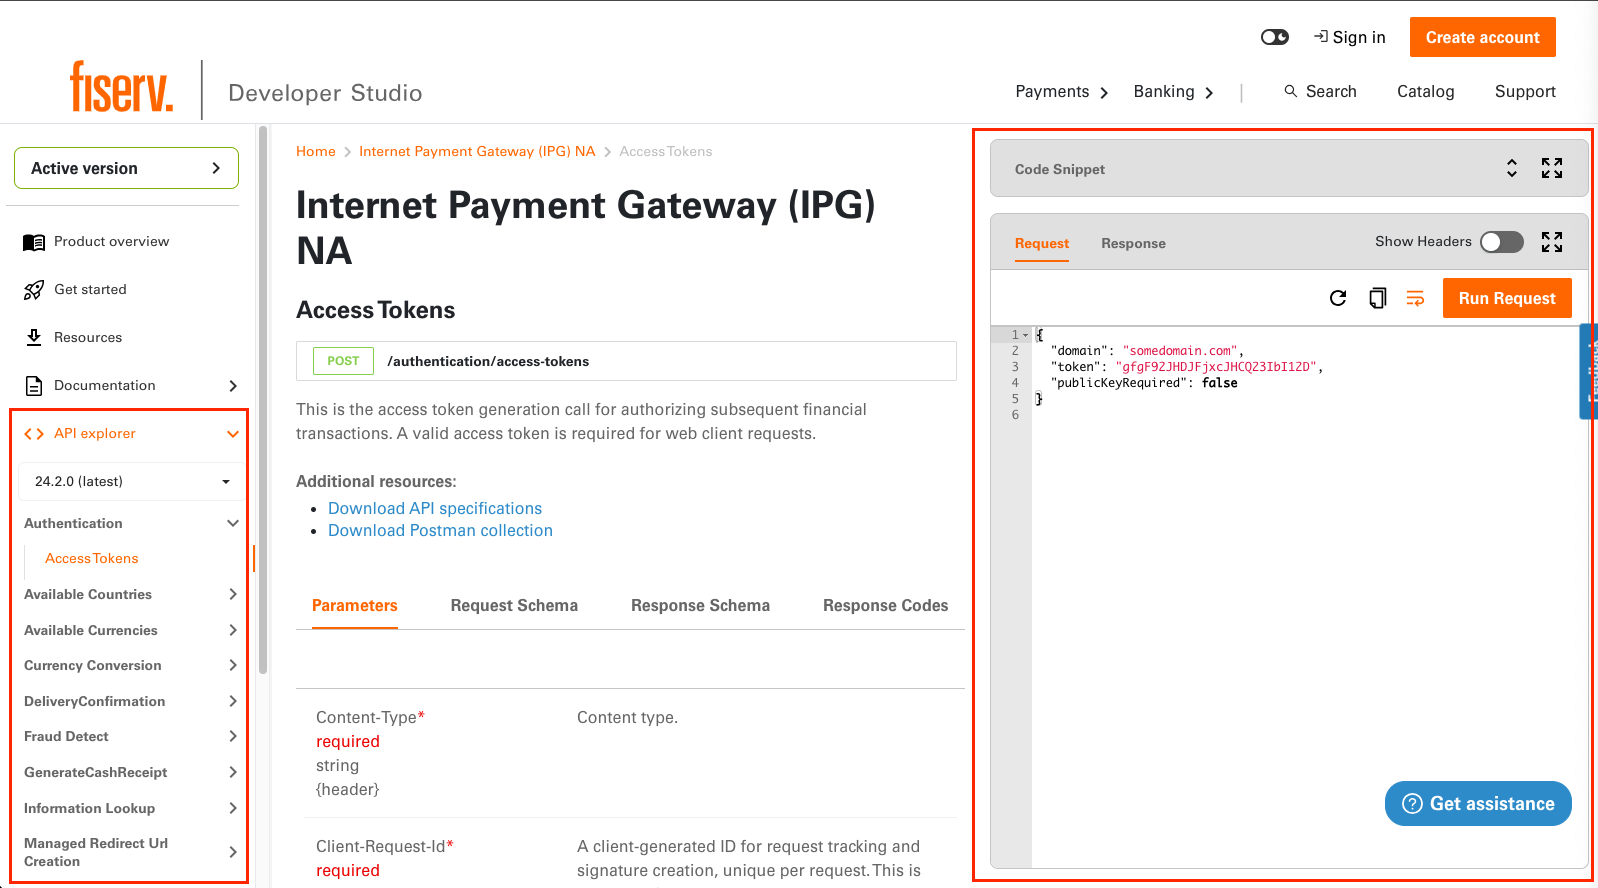 Sign in
Create account
fiserv.
Developer Studio
Payments
Banking
Search
Catalog
Support
Active version
Product overview
Get started
Resources
Documentation
API explorer
24.2.0 (latest)
Authentication
Access Tokens
Available Countries
Available Currencies
Currency Conversion
DeliveryConfirmation
Fraud Detect
GenerateCashReceipt
Information Lookup
Managed Redirect Url
Creation
Home > Internet Payment Gateway (IPG) NA > Access Tokens
Internet Payment Gateway (IPG)
NA
Access Tokens
POST /authentication/access-tokens
This is the access token generation call for authorizing subsequent financial
transactions. A valid access token is required for web client requests.
Additional resources:
• Download API specifications
• Download Postman collection
Parameters Request Schema Response Schema Response Codes
Content-Type* Content type.
required
string
{header}
Client-Request-Id* A client-generated ID for request tracking and
required signature creation, unique per request. This is
Code Snippet
Request Response Show Headers
Run Request
1 {
2 "domain": "somedomain.com",
3 "token": "gfgF92JHDJFjxcJHCQ23IbI12D",
4 "publicKeyRequired": false
5 }
6
Get assistance